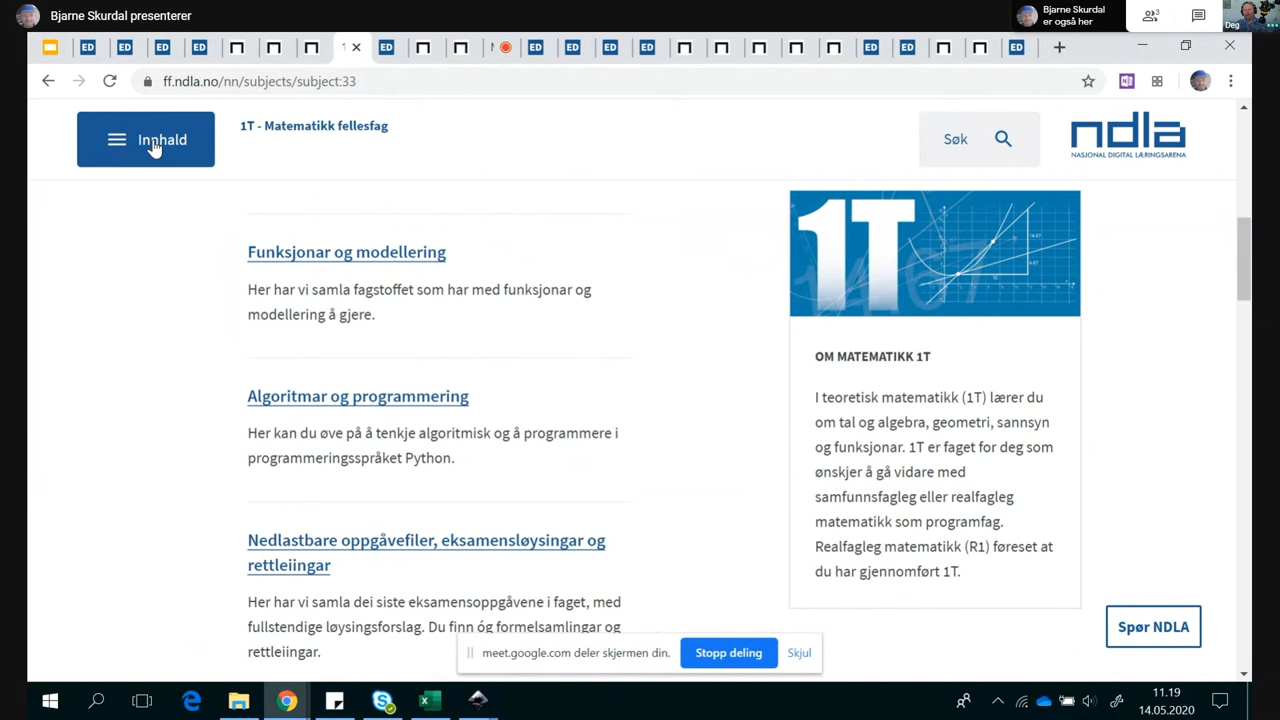 Bjarne Skurdal presenterer
Bjarne Skurdal
er også her
3
Deg
ff.ndla.no/nn/subjects/subject:33
Innhald
1T - Matematikk fellesfag
Søk
ndla
NASJONAL DIGITAL LÆRINGSARENA
Funksjonar og modellering
Her har vi samla fagstoffet som har med funksjonar og
modellering å gjere.
Algoritmar og programmering
Her kan du øve på å tenkje algoritmisk og å programmere i
programmeringsspråket Python.
Nedlastbare oppgåvefiler, eksamensløysingar og
rettleiingar
Her har vi samla dei siste eksamensoppgåvene i faget, med
fullstendige løysingsforslag. Du finn óg formelsamlingar og
rettleiingar.
1T
OM MATEMATIKK 1T
I teoretisk matematikk (1T) lærer du
om tal og algebra, geometri, sannsyn
og funksjonar. 1T er faget for deg som
ønskjer å gå vidare med
samfunnsfagleg eller realfagleg
matematikk som programfag.
Realfagleg matematikk (R1) føreset at
du har gjennomført 1T.
Spør NDLA
meet.google.com deler skjermen din.
Stopp deling
Skjul
11.19
14.05.2020